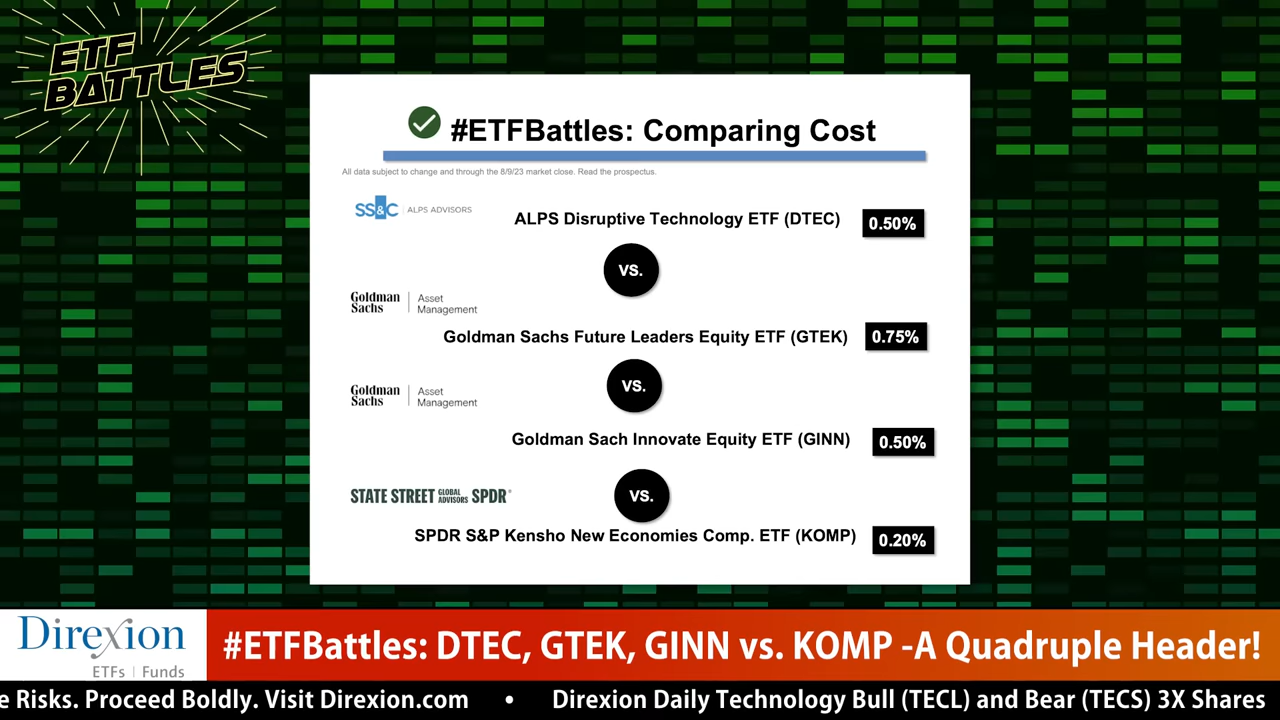 ETF
BATTLES
#ETFBattles: Comparing Cost
All data subject to change and through the 8/9/23 market close. Read the prospectus.
SS&C | ALPS ADVISORS
ALPS Disruptive Technology ETF (DTEC) 0.50%
VS.
Goldman Sachs | Asset Management
Goldman Sachs Future Leaders Equity ETF (GTEK) 0.75%
VS.
Goldman Sachs | Asset Management
Goldman Sach Innovate Equity ETF (GINN) 0.50%
VS.
STATE STREET GLOBAL ADVISORS SPDR®
SPDR S&P Kensho New Economies Comp. ETF (KOMP) 0.20%
Direxion
ETFs | Funds
#ETFBattles: DTEC, GTEK, GINN vs. KOMP -A Quadruple Header!
e Risks. Proceed Boldly. Visit Direxion.com • Direxion Daily Technology Bull (TECL) and Bear (TECS) 3X Shares